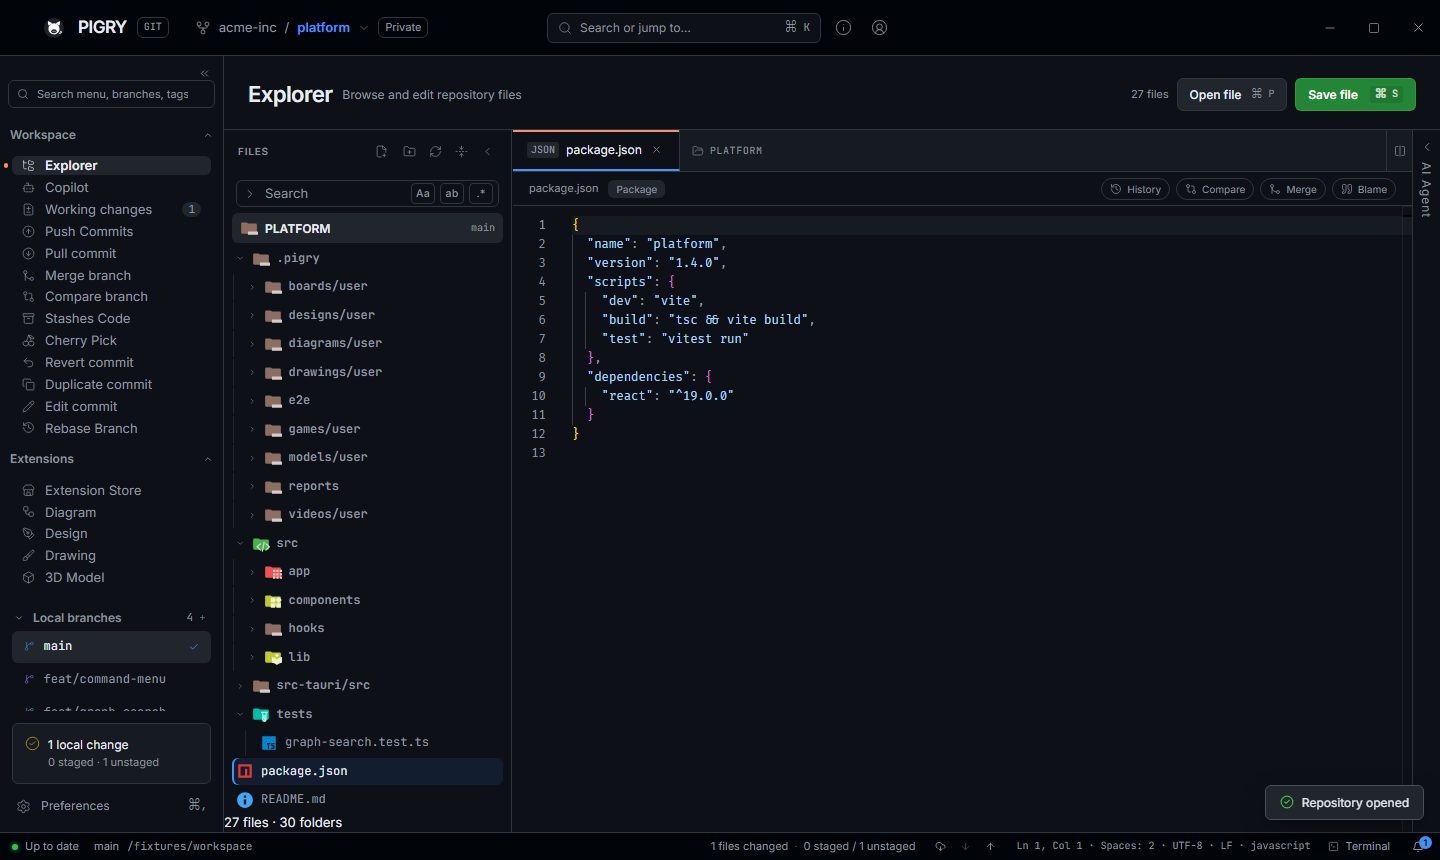 PIGRY GIT acme-inc / platform Private Search or jump to... ⌘ K
Search menu, branches, tags
Workspace
Explorer
Copilot
Working changes 1
Push Commits
Pull commit
Merge branch
Compare branch
Stashes Code
Cherry Pick
Revert commit
Duplicate commit
Edit commit
Rebase Branch
Extensions
Extension Store
Diagram
Design
Drawing
3D Model
Local branches 4 +
main
feat/command-menu
feat/graph-search
1 local change
0 staged · 1 unstaged
Preferences ⌘,
Explorer Browse and edit repository files 27 files Open file ⌘ P Save file ⌘ S
FILES
Search Aa ab .*
PLATFORM main
.pigry
boards/user
designs/user
diagrams/user
drawings/user
e2e
games/user
models/user
reports
videos/user
src
app
components
hooks
lib
src-tauri/src
tests
TS graph-search.test.ts
package.json
README.md
27 files · 30 folders
JSON package.json PLATFORM
package.json Package History Compare Merge Blame
1 {
2 "name": "platform",
3 "version": "1.4.0",
4 "scripts": {
5 "dev": "vite",
6 "build": "tsc && vite build",
7 "test": "vitest run"
8 },
9 "dependencies": {
10 "react": "^19.0.0"
11 }
12 }
13
AI Agent
Repository opened
Up to date main /fixtures/workspace 1 files changed · 0 staged / 1 unstaged Ln 1, Col 1 · Spaces: 2 · UTF-8 · LF · javascript Terminal 1